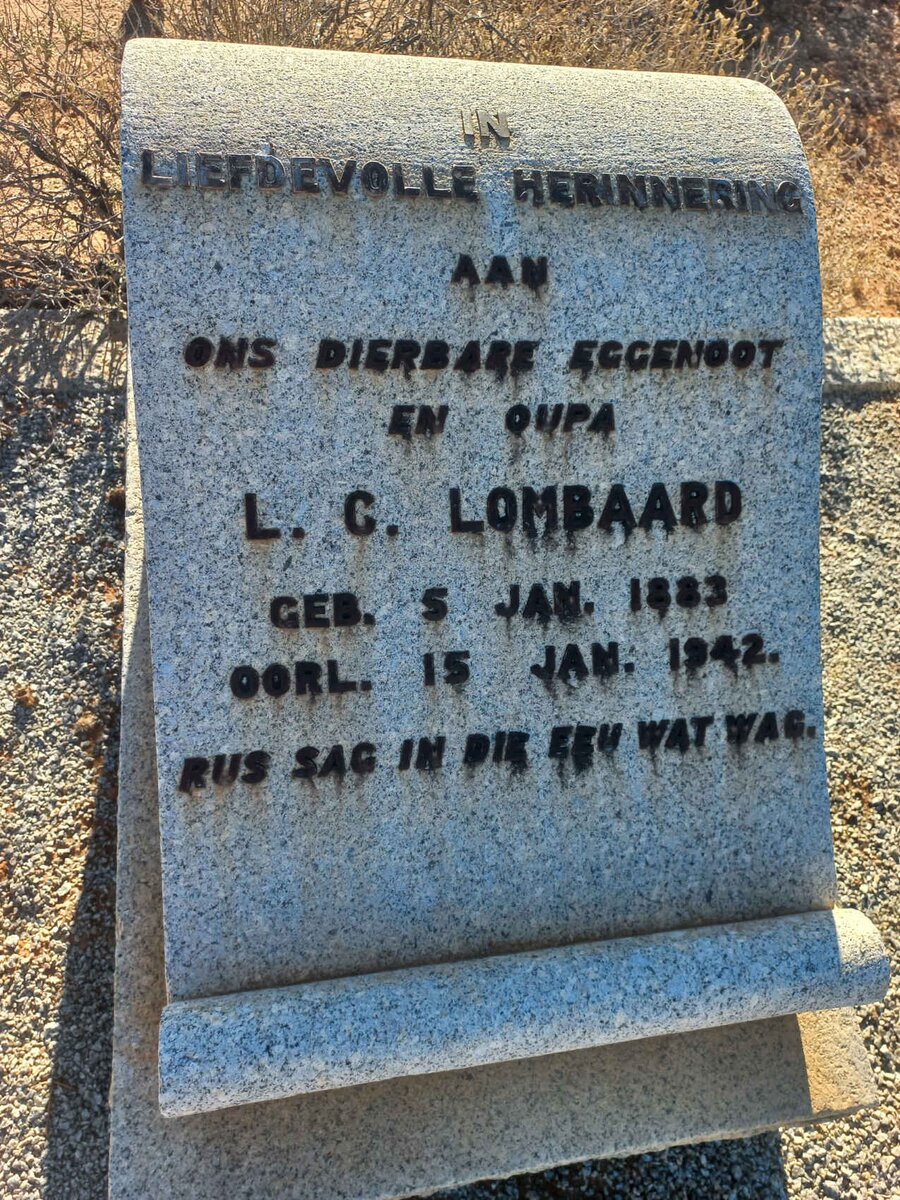 IN
LIEFDEVOLLE HERINNERING
AAN
ONS DIERBARE EGGENOOT
EN OUPA
L. C. LOMBAARD
GEB. 5 JAN. 1883
OORL. 15 JAN. 1942.
RUS SAG IN DIE EEU WAT WAG.